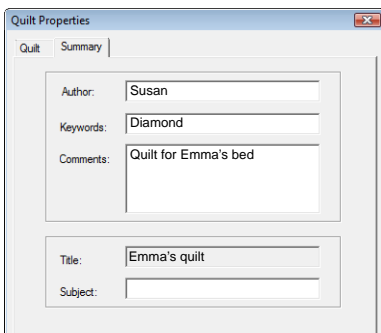 Quilt Properties
Quilt Summary
Author: Susan
Keywords: Diamond
Comments: Quilt for Emma's bed
Title: Emma's quilt
Subject: